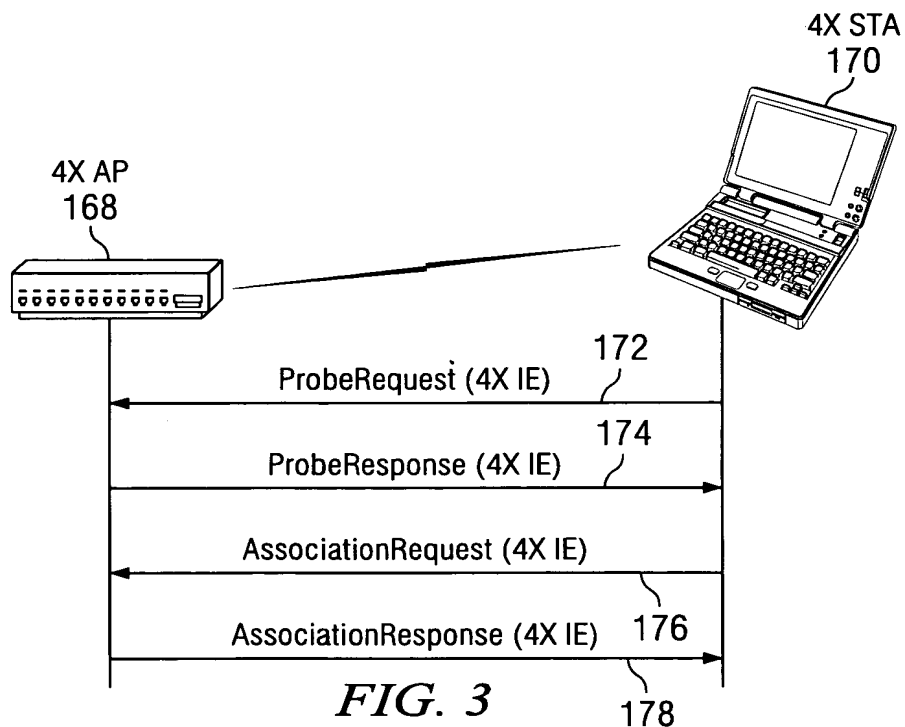 4X STA
170
4X AP
168
172
ProbeRequest (4X IE)
174
ProbeResponse (4X IE)
AssociationRequest (4X IE)
176
AssociationResponse (4X IE)
178
FIG. 3